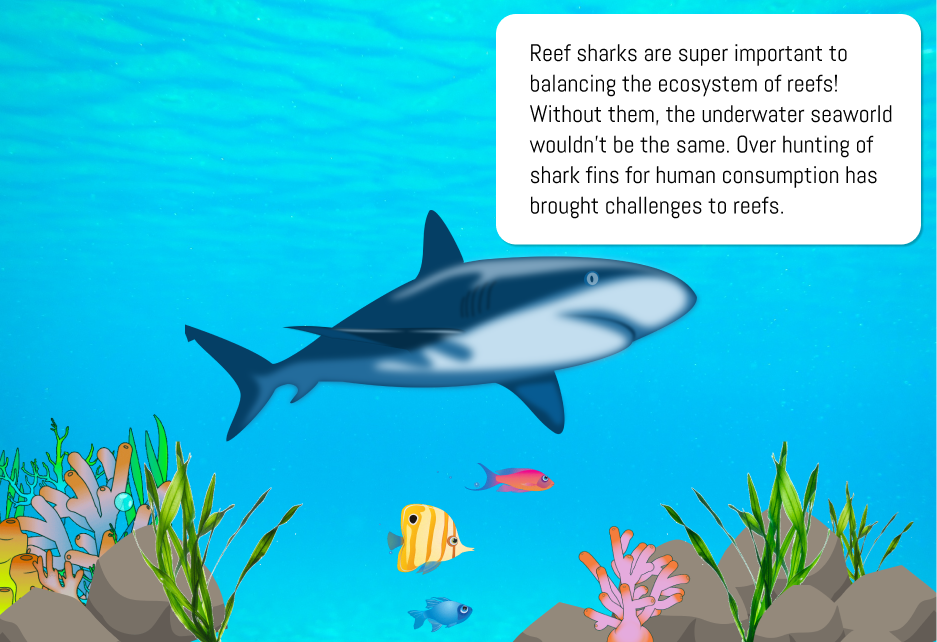 Reef sharks are super important to
balancing the ecosystem of reefs!
Without them, the underwater seaworld
wouldn't be the same. Over hunting of
shark fins for human consumption has
brought challenges to reefs.